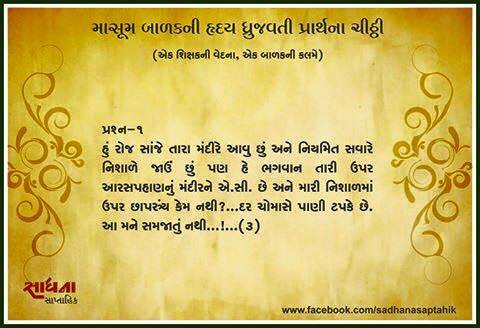 માસૂમ બાળકની હૃદય ધ્રુજવતી પ્રાર્થના ચીઠ્ઠી
(એક શિક્ષકની વેદના, એક બાળકની કલમે)
પ્રશ્ન-૧
હું રોજ સાંજે તારા મંદીરે આવુ છું અને નિયમિત સવારે
નિશાળે જાઉં છું પણ હે ભગવાન તારી ઉપર
આરસપહાણનું મંદીરને એ.સી. છે અને મારી નિશાળમાં
ઉપર છાપરૂંય કેમ નથી?...દર ચોમાસે પાણી ટપકે છે.
આ મને સમજાતું નથી...!...(૩)
સાધના
સાપ્તાહિક
www.facebook.com/sadhanasaptahik